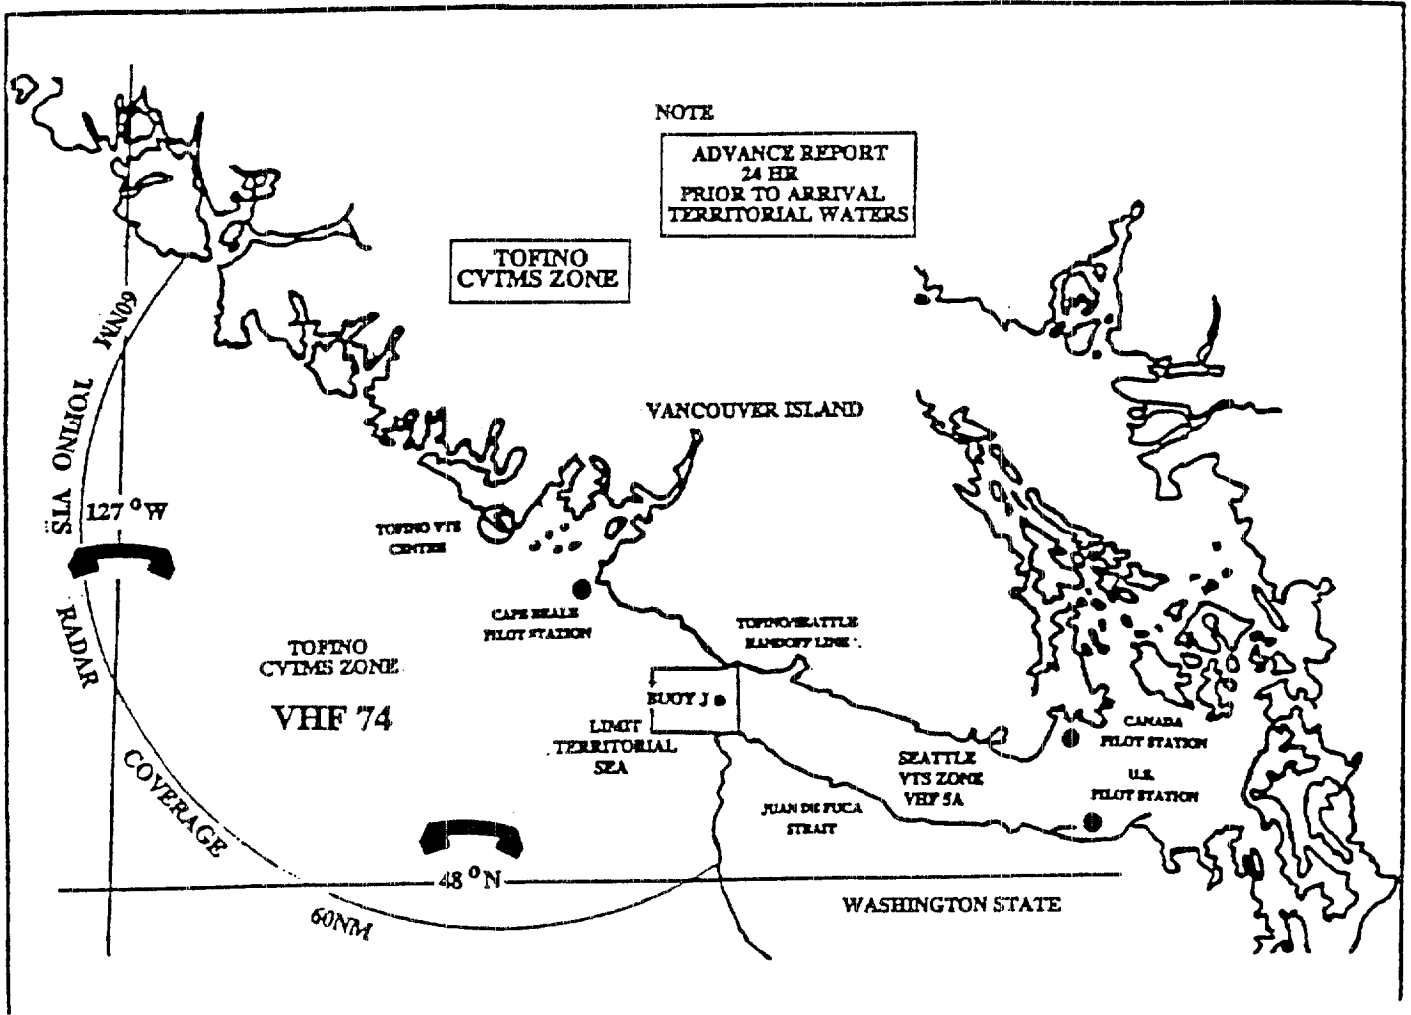 NOTE
ADVANCE REPORT
24 HR
PRIOR TO ARRIVAL
TERRITORIAL WATERS
TOFINO
CVTMS ZONE
60NM
TOFINO VTS
127 °W
RADAR
COVERAGE
60NM
VANCOUVER ISLAND
TOFINO VTS
CENTRE
CAPE BEALE
PILOT STATION
TOFINO/SEATTLE
HANDOFF LINE
TOFINO
CVTMS ZONE
VHF 74
BUOY J
LIMIT
TERRITORIAL
SEA
CANADA
PILOT STATION
SEATTLE
VTS ZONE
VHF 5A
U.S.
PILOT STATION
JUAN DE FUCA
STRAIT
48 °N
WASHINGTON STATE